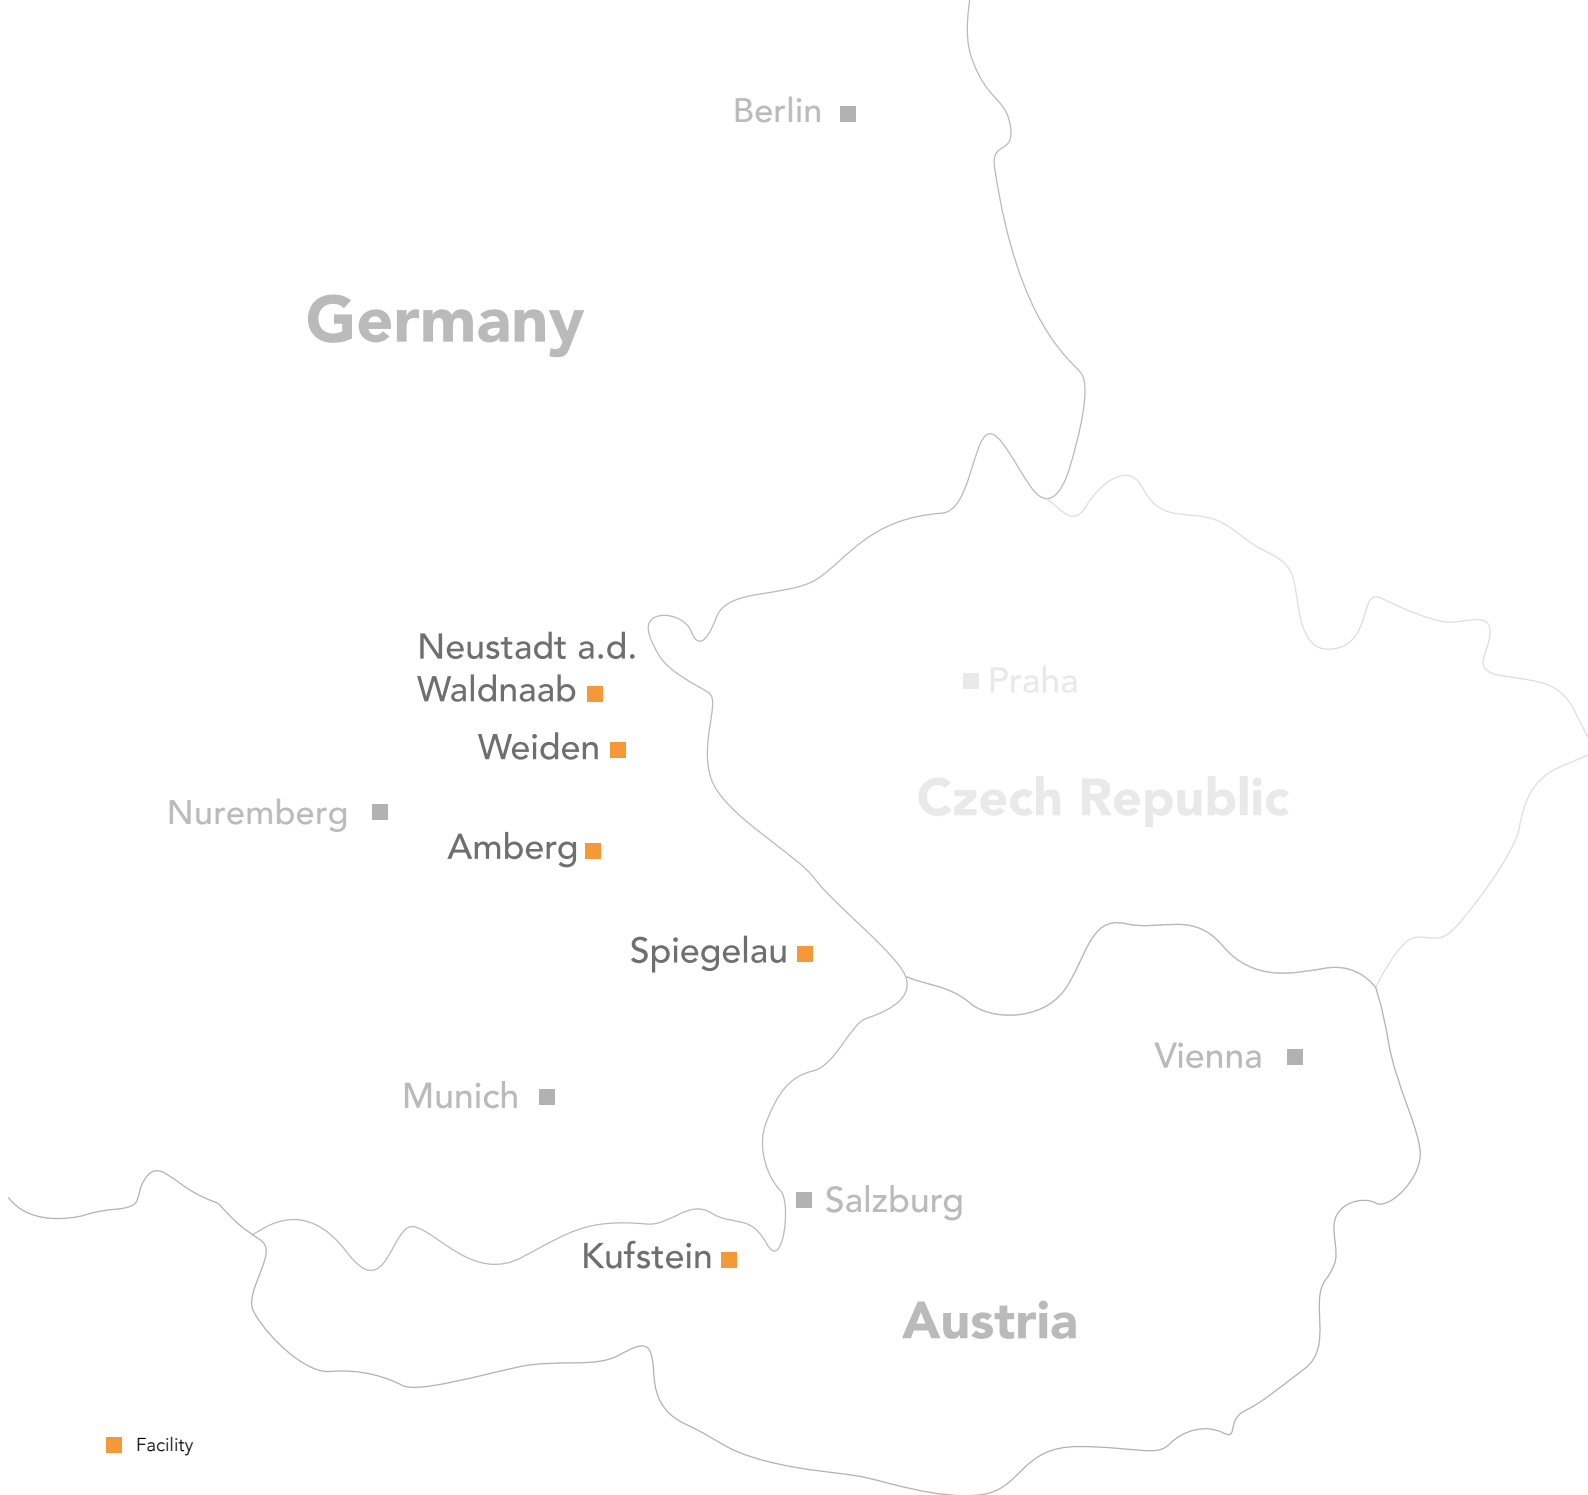 Berlin
Germany
Neustadt a.d.
Waldnaab
Praha
Weiden
Czech Republic
Nuremberg
Amberg
Spiegelau
Vienna
Munich
Salzburg
Kufstein
Austria
Facility